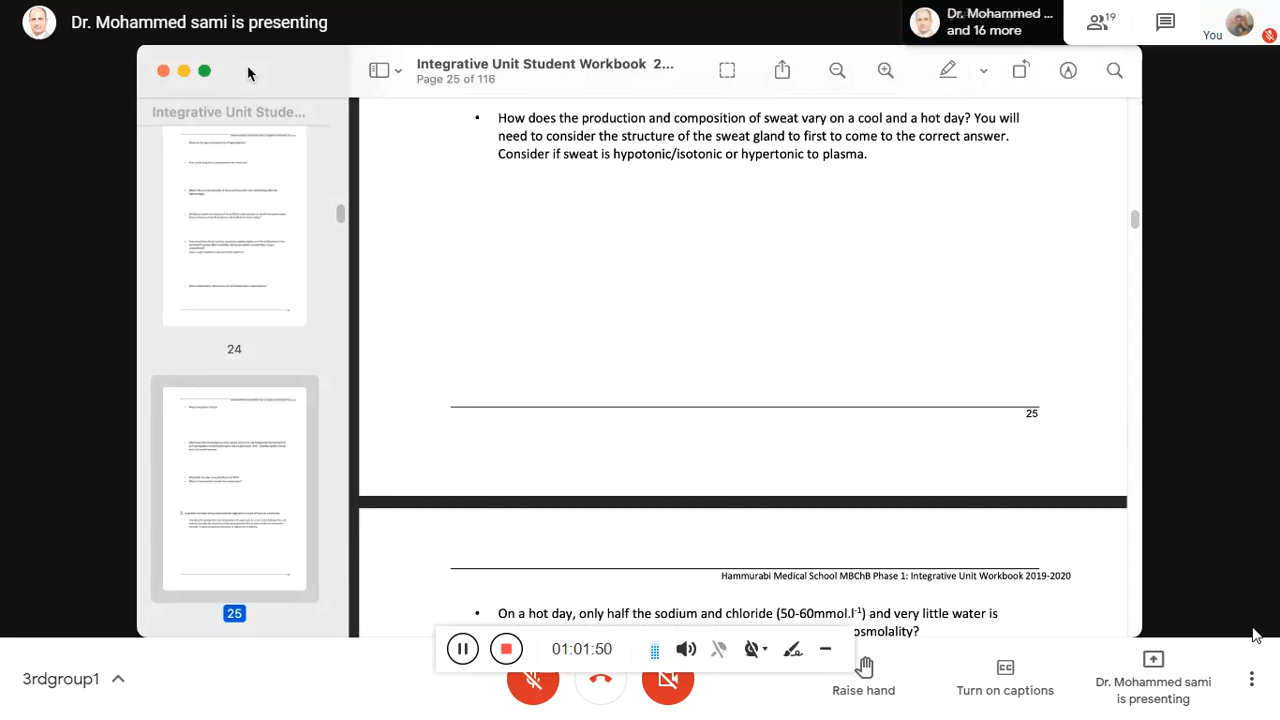 Dr. Mohammed sami is presenting
Dr. Mohammed ...
and 16 more
19
You
Integrative Unit Student Workbook 2...
Page 25 of 116
Integrative Unit Stude...
24
25
• How does the production and composition of sweat vary on a cool and a hot day? You will
need to consider the structure of the sweat gland to first to come to the correct answer.
Consider if sweat is hypotonic/isotonic or hypertonic to plasma.
25
Hammurabi Medical School MBChB Phase 1: Integrative Unit Workbook 2019-2020
• On a hot day, only half the sodium and chloride (50-60mmol.l-1) and very little water is
osmolality?
01:01:50
3rdgroup1
Raise hand
CC
Turn on captions
Dr. Mohammed sami
is presenting